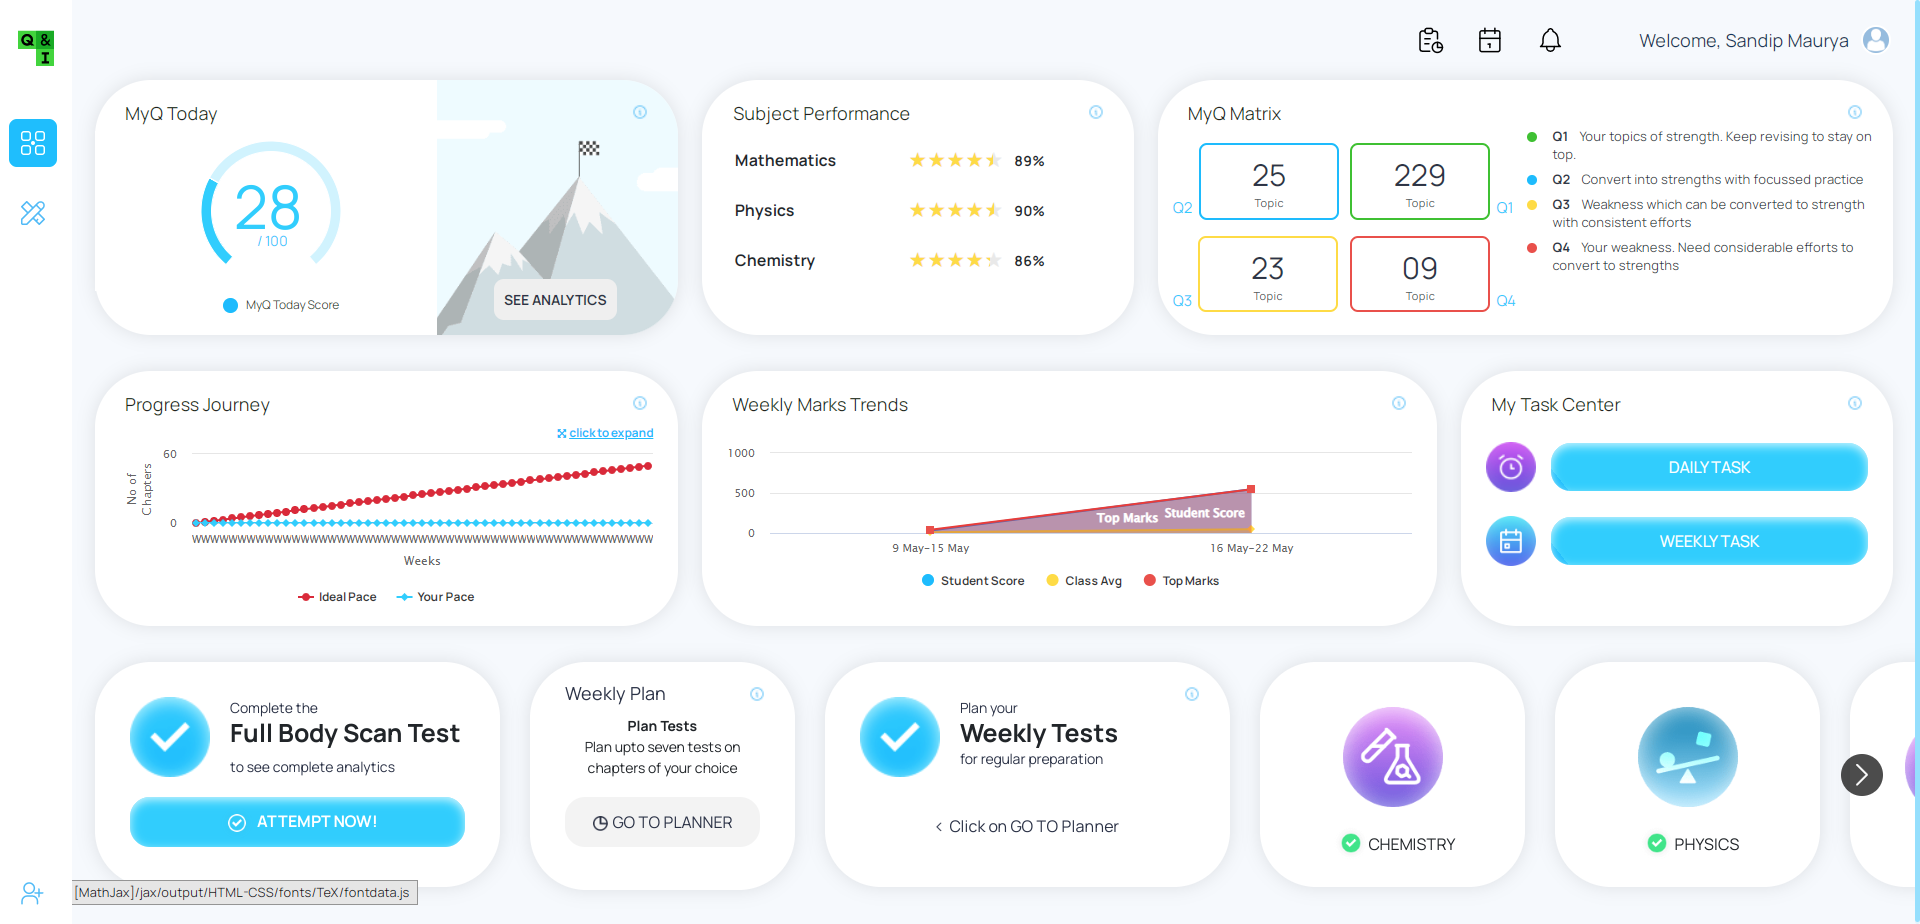 Q &
I
1
Welcome, Sandip Maurya
MyQ Today
28
/ 100
MyQ Today Score
SEE ANALYTICS
Subject Performance
Mathematics 89%
Physics 90%
Chemistry 86%
MyQ Matrix
25
Topic
Q2
229
Topic
Q1
23
Topic
Q3
09
Topic
Q4
Q1 Your topics of strength. Keep revising to stay on
top.
Q2 Convert into strengths with focussed practice
Q3 Weakness which can be converted to strength
with consistent efforts
Q4 Your weakness. Need considerable efforts to
convert to strengths
Progress Journey
click to expand
No of
Chapters
60
0
Weeks
Ideal Pace Your Pace
Weekly Marks Trends
1000
500
0
Top Marks Student Score
9 May-15 May 16 May-22 May
Student Score Class Avg Top Marks
My Task Center
DAILY TASK
WEEKLY TASK
Complete the
Full Body Scan Test
to see complete analytics
ATTEMPT NOW!
Weekly Plan
Plan Tests
Plan upto seven tests on
chapters of your choice
GO TO PLANNER
Plan your
Weekly Tests
for regular preparation
< Click on GO TO Planner
CHEMISTRY
PHYSICS
[MathJax]/jax/output/HTML-CSS/fonts/TeX/fontdata.js